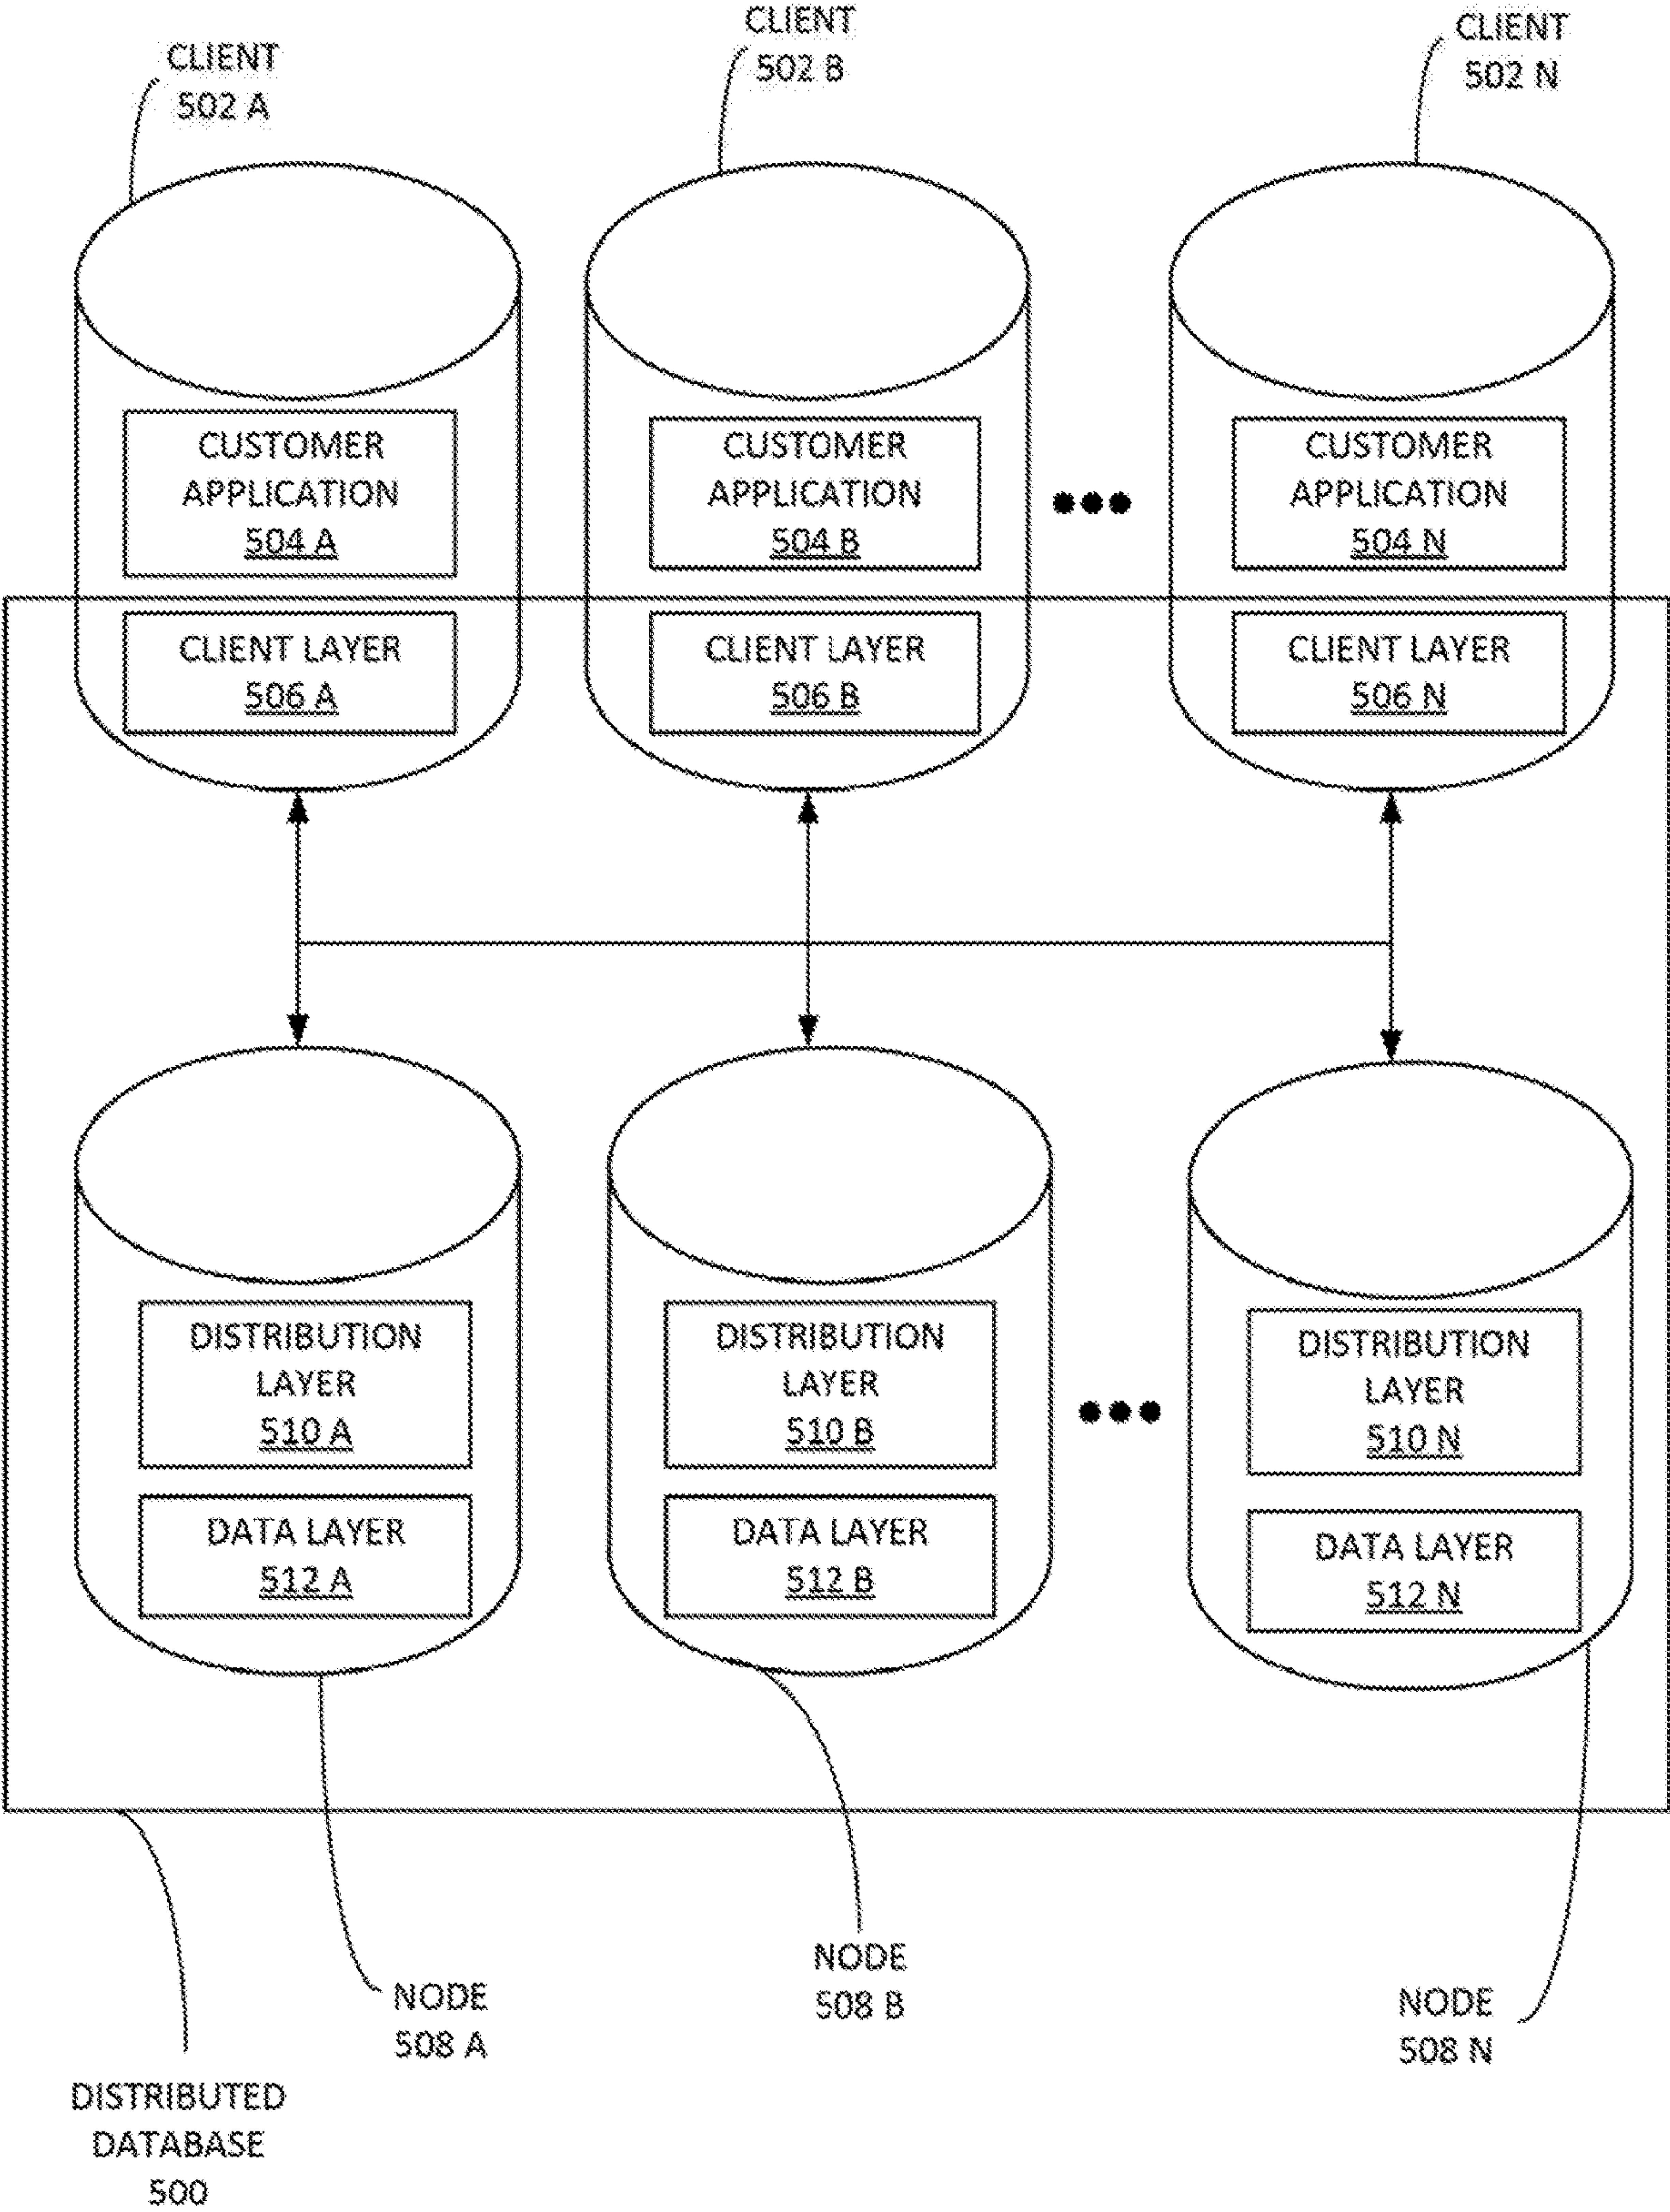 CLIENT
502 A
CLIENT
502 B
CLIENT
502 N
CUSTOMER
APPLICATION
504 A
CUSTOMER
APPLICATION
504 B
CUSTOMER
APPLICATION
504 N
CLIENT LAYER
506 A
CLIENT LAYER
506 B
CLIENT LAYER
506 N
DISTRIBUTION
LAYER
510 A
DISTRIBUTION
LAYER
510 B
DISTRIBUTION
LAYER
510 N
DATA LAYER
512 A
DATA LAYER
512 B
DATA LAYER
512 N
NODE
508 A
NODE
508 B
NODE
508 N
DISTRIBUTED
DATABASE
500